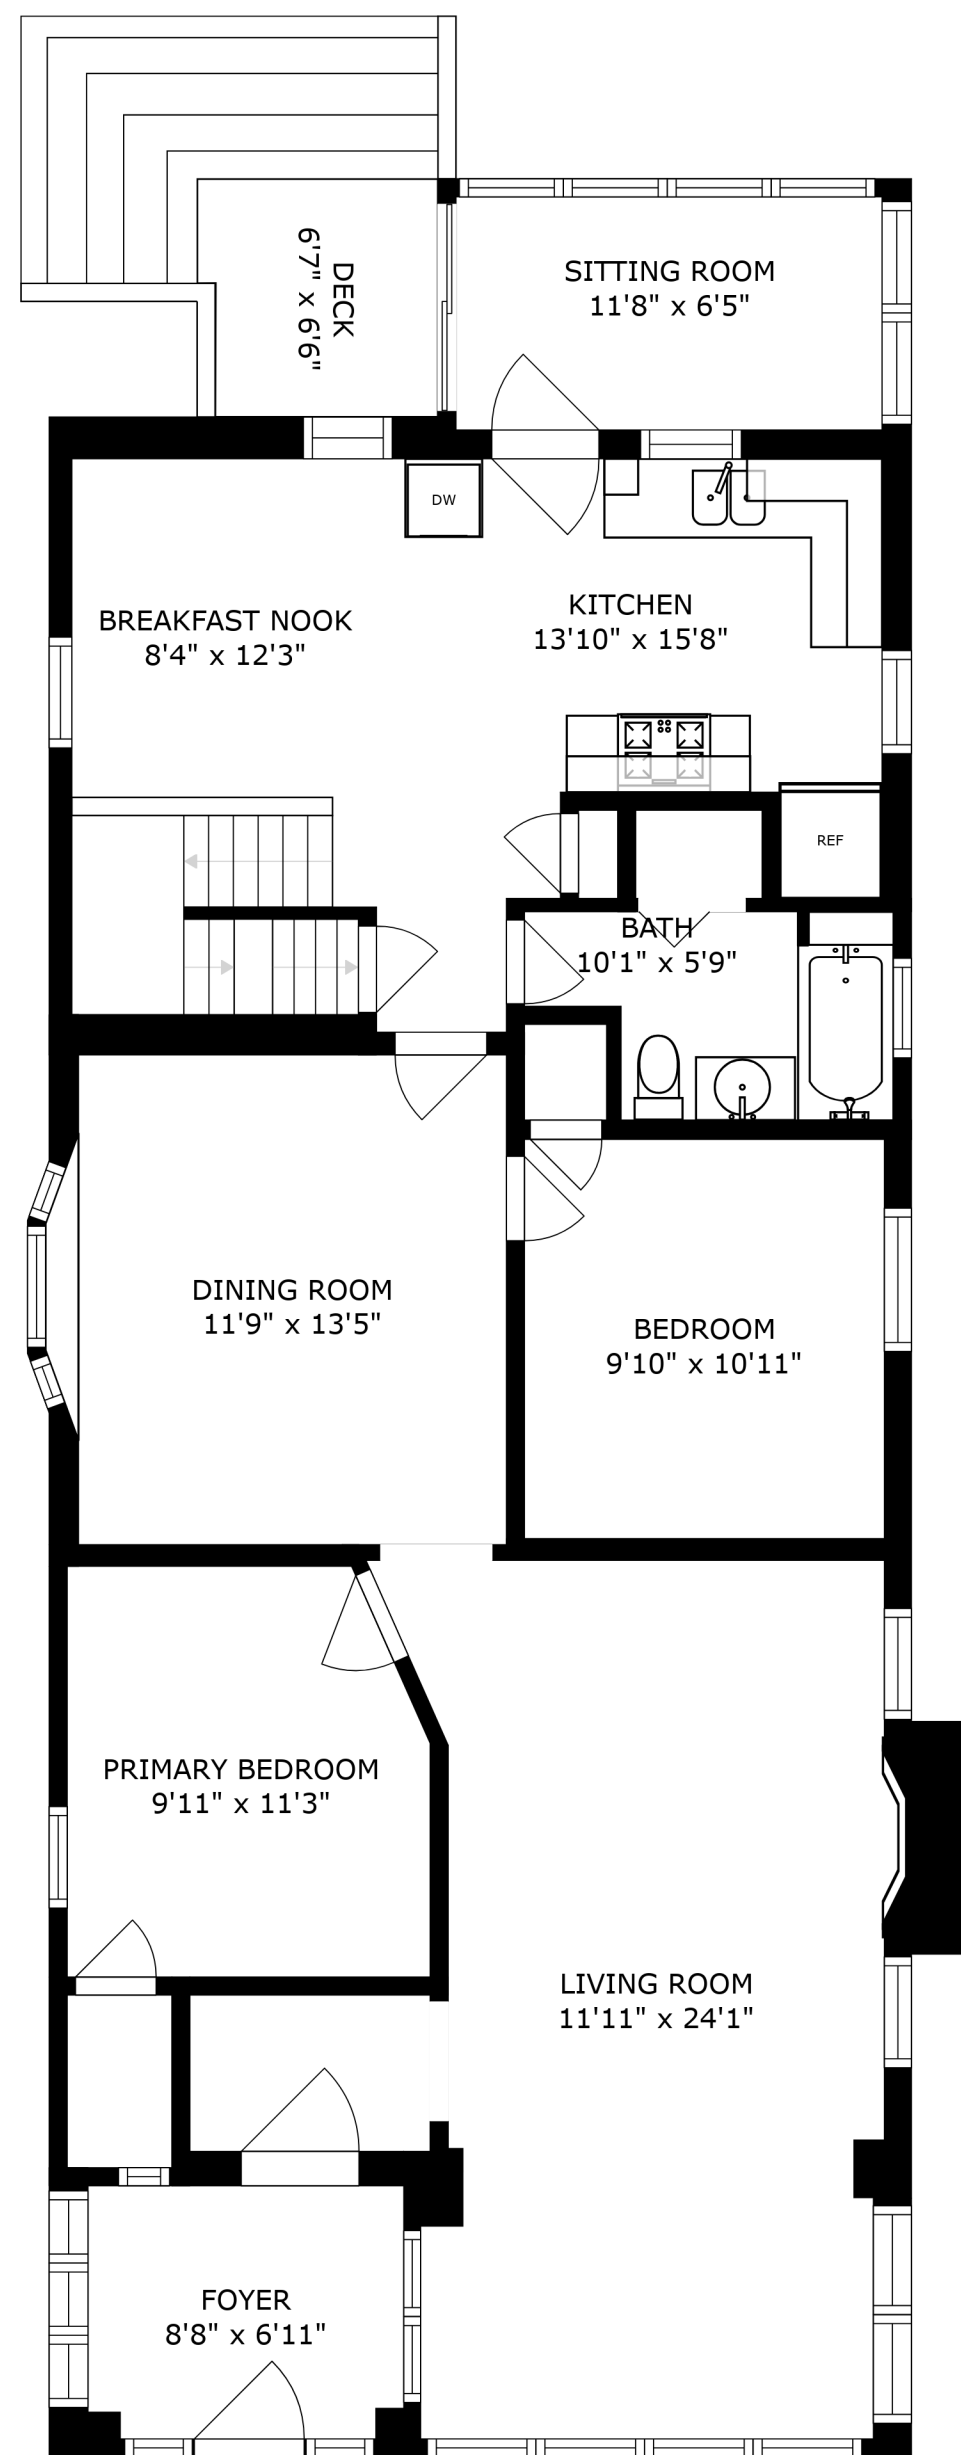 DECK
6'7" x 6'6"
SITTING ROOM
11'8" x 6'5"
DW
BREAKFAST NOOK
8'4" x 12'3"
KITCHEN
13'10" x 15'8"
REF
BATH
10'1" x 5'9"
DINING ROOM
11'9" x 13'5"
BEDROOM
9'10" x 10'11"
PRIMARY BEDROOM
9'11" x 11'3"
LIVING ROOM
11'11" x 24'1"
FOYER
8'8" x 6'11"